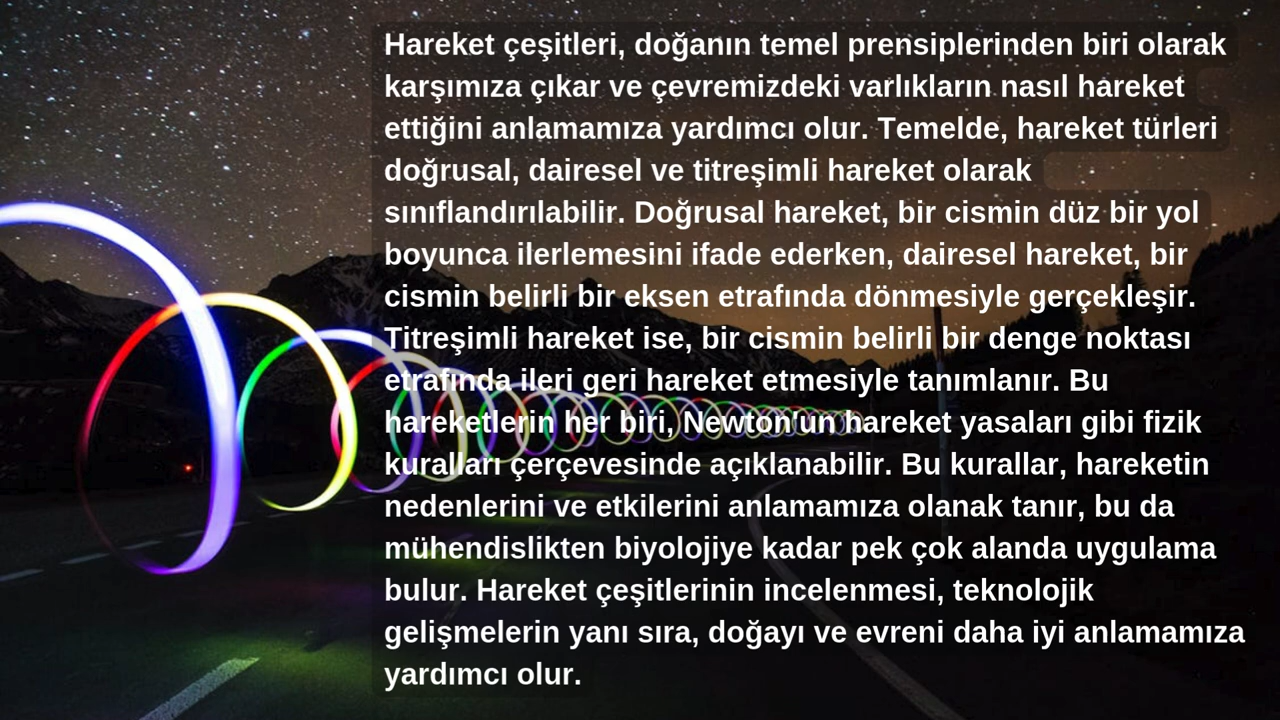 Hareket çeşitleri, doğanın temel prensiplerinden biri olarak
karşımıza çıkar ve çevremizdeki varlıkların nasıl hareket
ettiğini anlamamıza yardımcı olur. Temelde, hareket türleri
doğrusal, dairesel ve titreşimli hareket olarak
sınıflandırılabilir. Doğrusal hareket, bir cismin düz bir yol
boyunca ilerlemesini ifade ederken, dairesel hareket, bir
cismin belirli bir eksen etrafında dönmesiyle gerçekleşir.
Titreşimli hareket ise, bir cismin belirli bir denge noktası
etrafında ileri geri hareket etmesiyle tanımlanır. Bu
hareketlerin her biri, Newton'un hareket yasaları gibi fizik
kuralları çerçevesinde açıklanabilir. Bu kurallar, hareketin
nedenlerini ve etkilerini anlamamıza olanak tanır, bu da
mühendislikten biyolojiye kadar pek çok alanda uygulama
bulur. Hareket çeşitlerinin incelenmesi, teknolojik
gelişmelerin yanı sıra, doğayı ve evreni daha iyi anlamamıza
yardımcı olur.